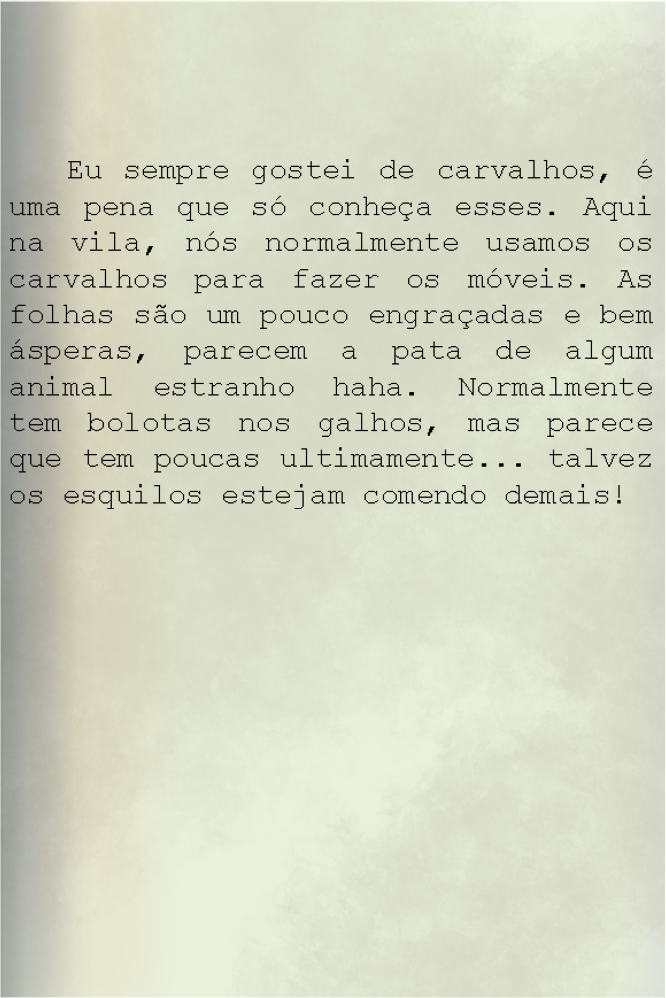 Eu sempre gostei de carvalhos, é
uma pena que só conheça esses. Aqui
na vila, nós normalmente usamos os
carvalhos para fazer os móveis. As
folhas são um pouco engraçadas e bem
ásperas, parecem a pata de algum
animal estranho haha. Normalmente
tem bolotas nos galhos, mas parece
que tem poucas ultimamente... talvez
os esquilos estejam comendo demais!